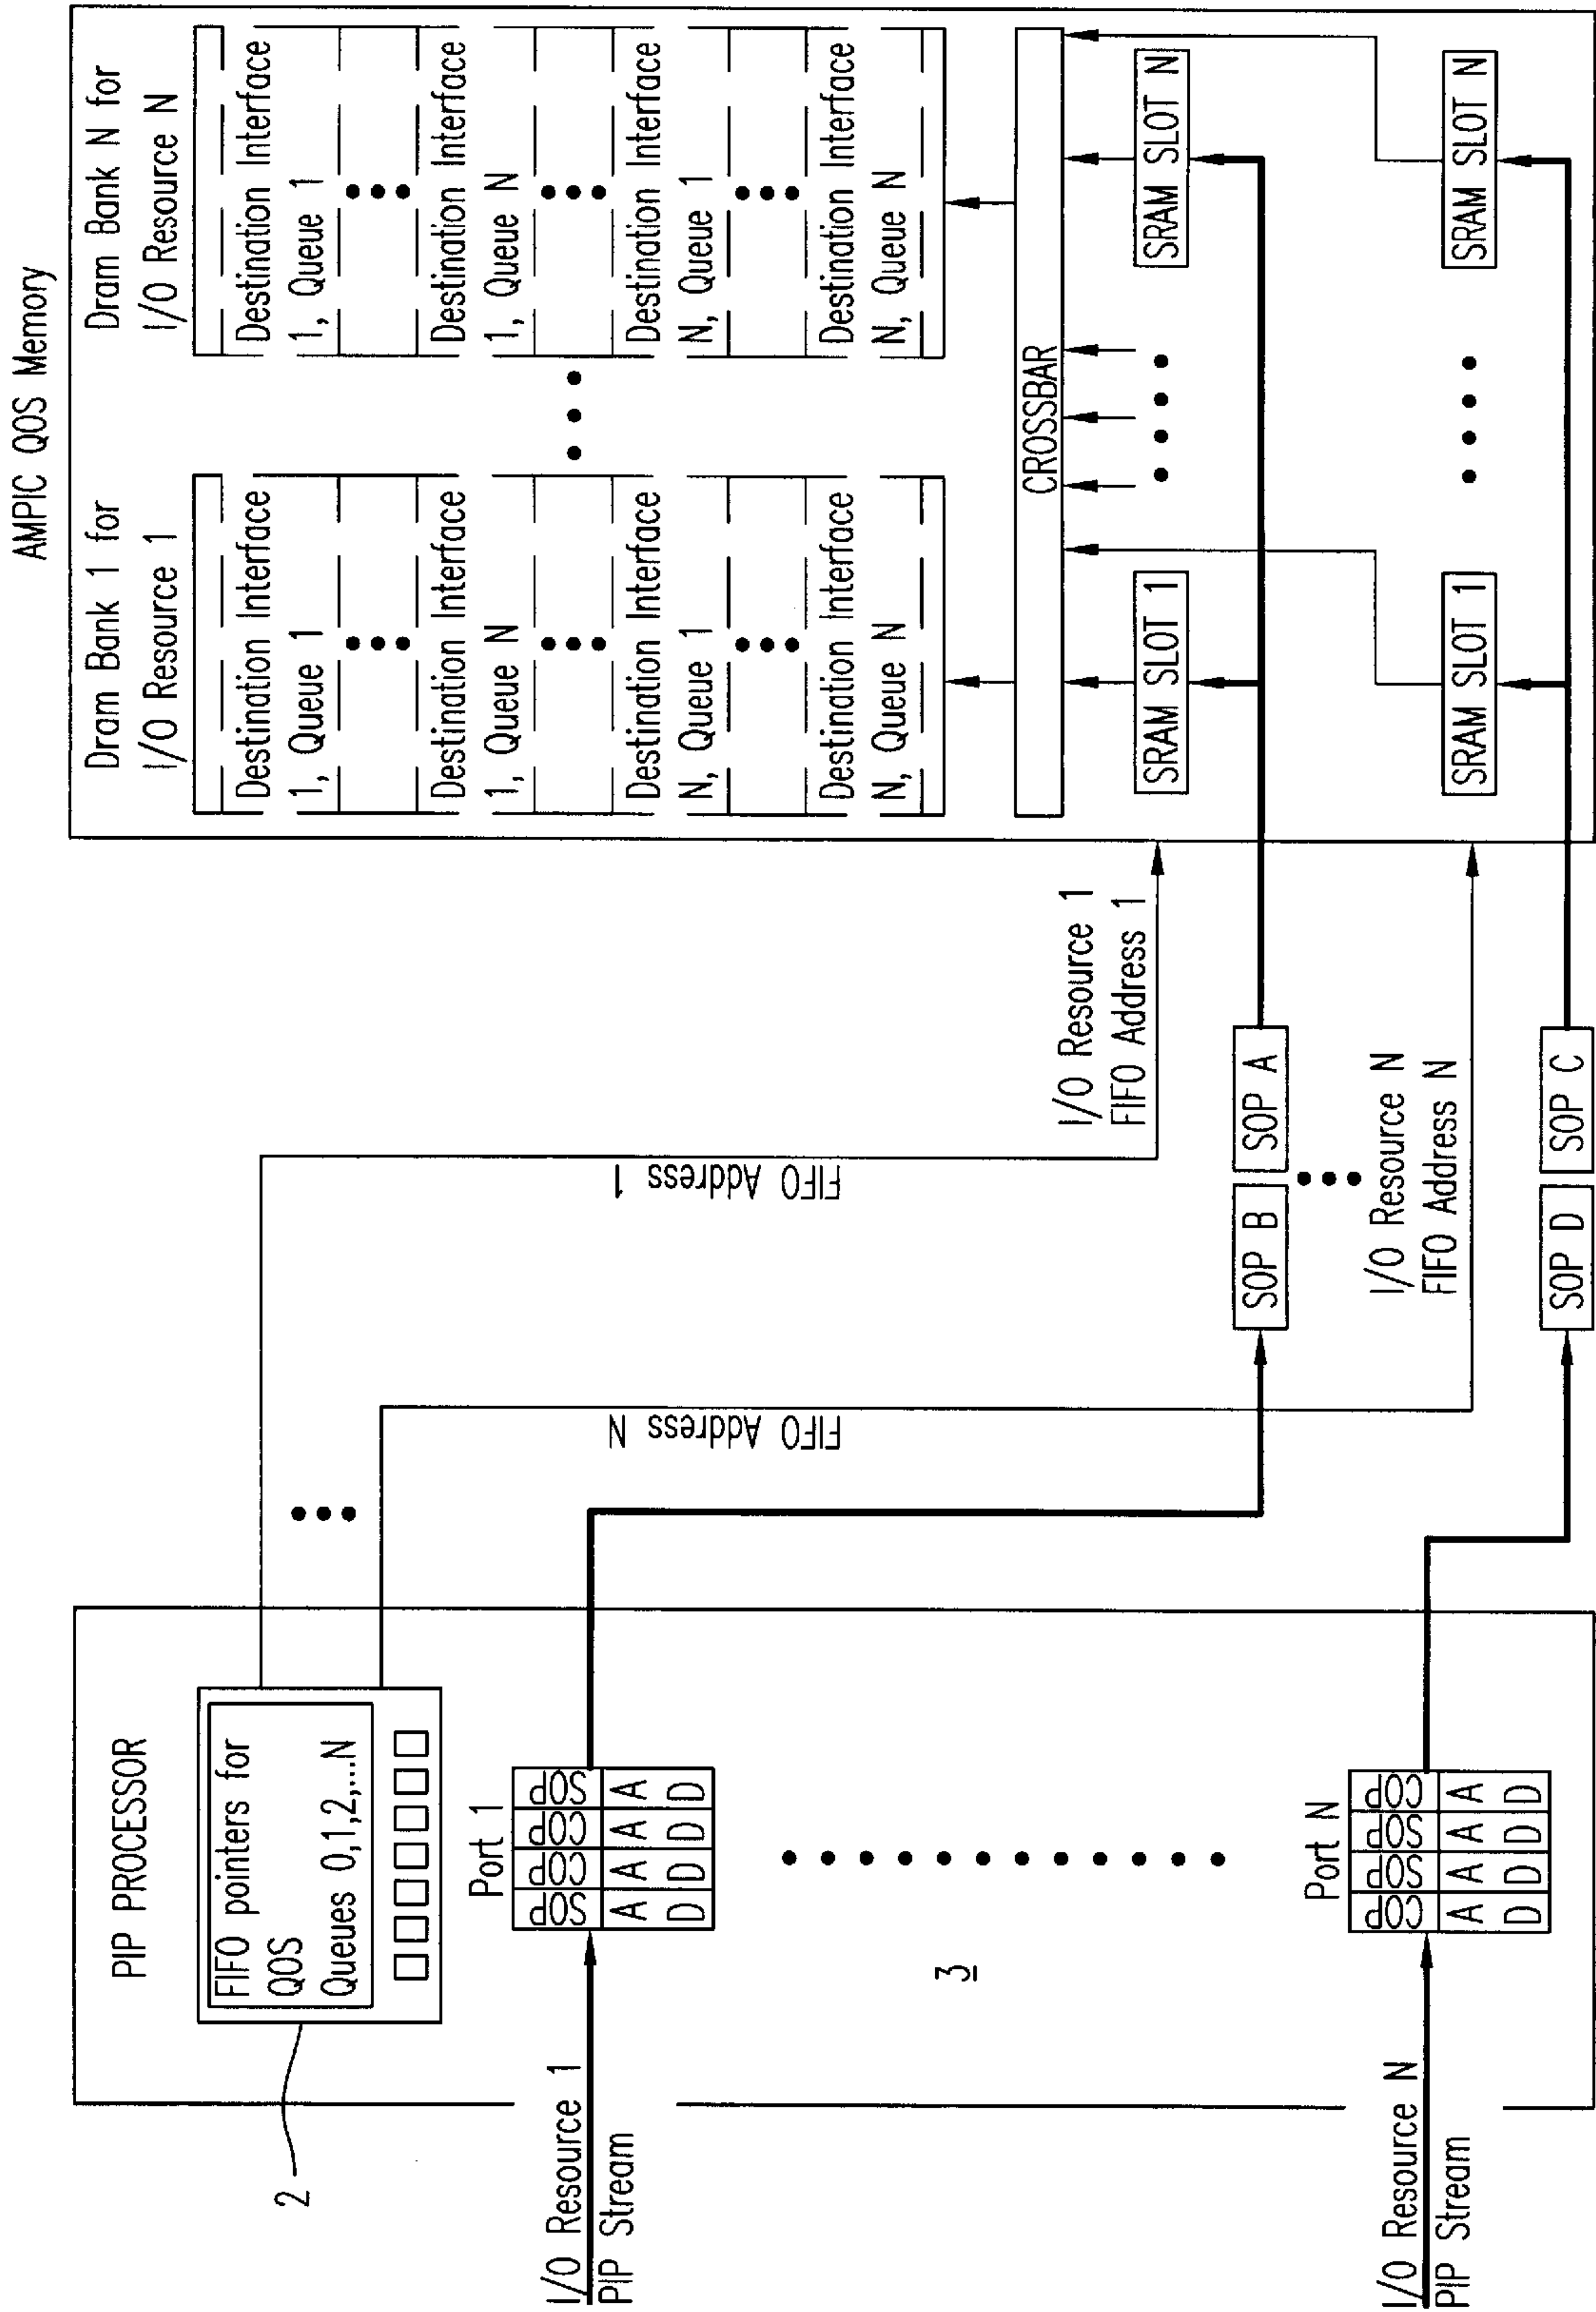 AMPIC QOS Memory
PIP PROCESSOR
FIFO pointers for
QOS
Queues 0,1,2,...N
2
Port 1
SOP COP COP SOP
A A A A
D D D D
3
Port N
COP SOP SOP COP
A A A A
D D D D
I/O Resource 1
PIP Stream
I/O Resource N
PIP Stream
FIFO Address 1
FIFO Address N
I/O Resource 1
FIFO Address 1
SOP B
SOP A
I/O Resource N
FIFO Address N
SOP D
SOP C
Dram Bank 1 for
I/O Resource 1
Destination Interface
1, Queue 1
Destination Interface
1, Queue N
Destination Interface
N, Queue 1
Destination Interface
N, Queue N
Dram Bank N for
I/O Resource N
Destination Interface
1, Queue 1
Destination Interface
1, Queue N
Destination Interface
N, Queue 1
Destination Interface
N, Queue N
CROSSBAR
SRAM SLOT 1
SRAM SLOT N
SRAM SLOT 1
SRAM SLOT N